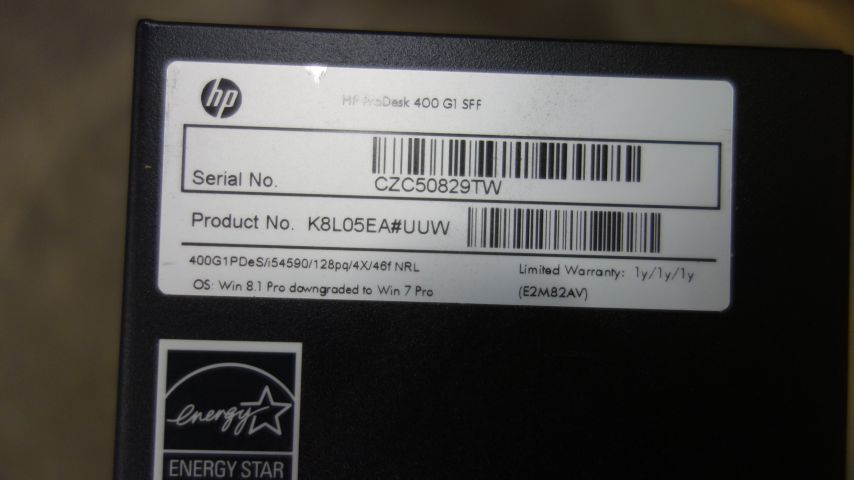 hp
HP ProDesk 400 G1 SFF
Serial No.
CZC50829TW
Product No. K8L05EA#UUW
400G1PDeS/i54590/128pq/4X/46f NRL
Limited Warranty: 1y/1y/1y
OS: Win 8.1 Pro downgraded to Win 7 Pro
(E2M82AV)
energy
ENERGY STAR